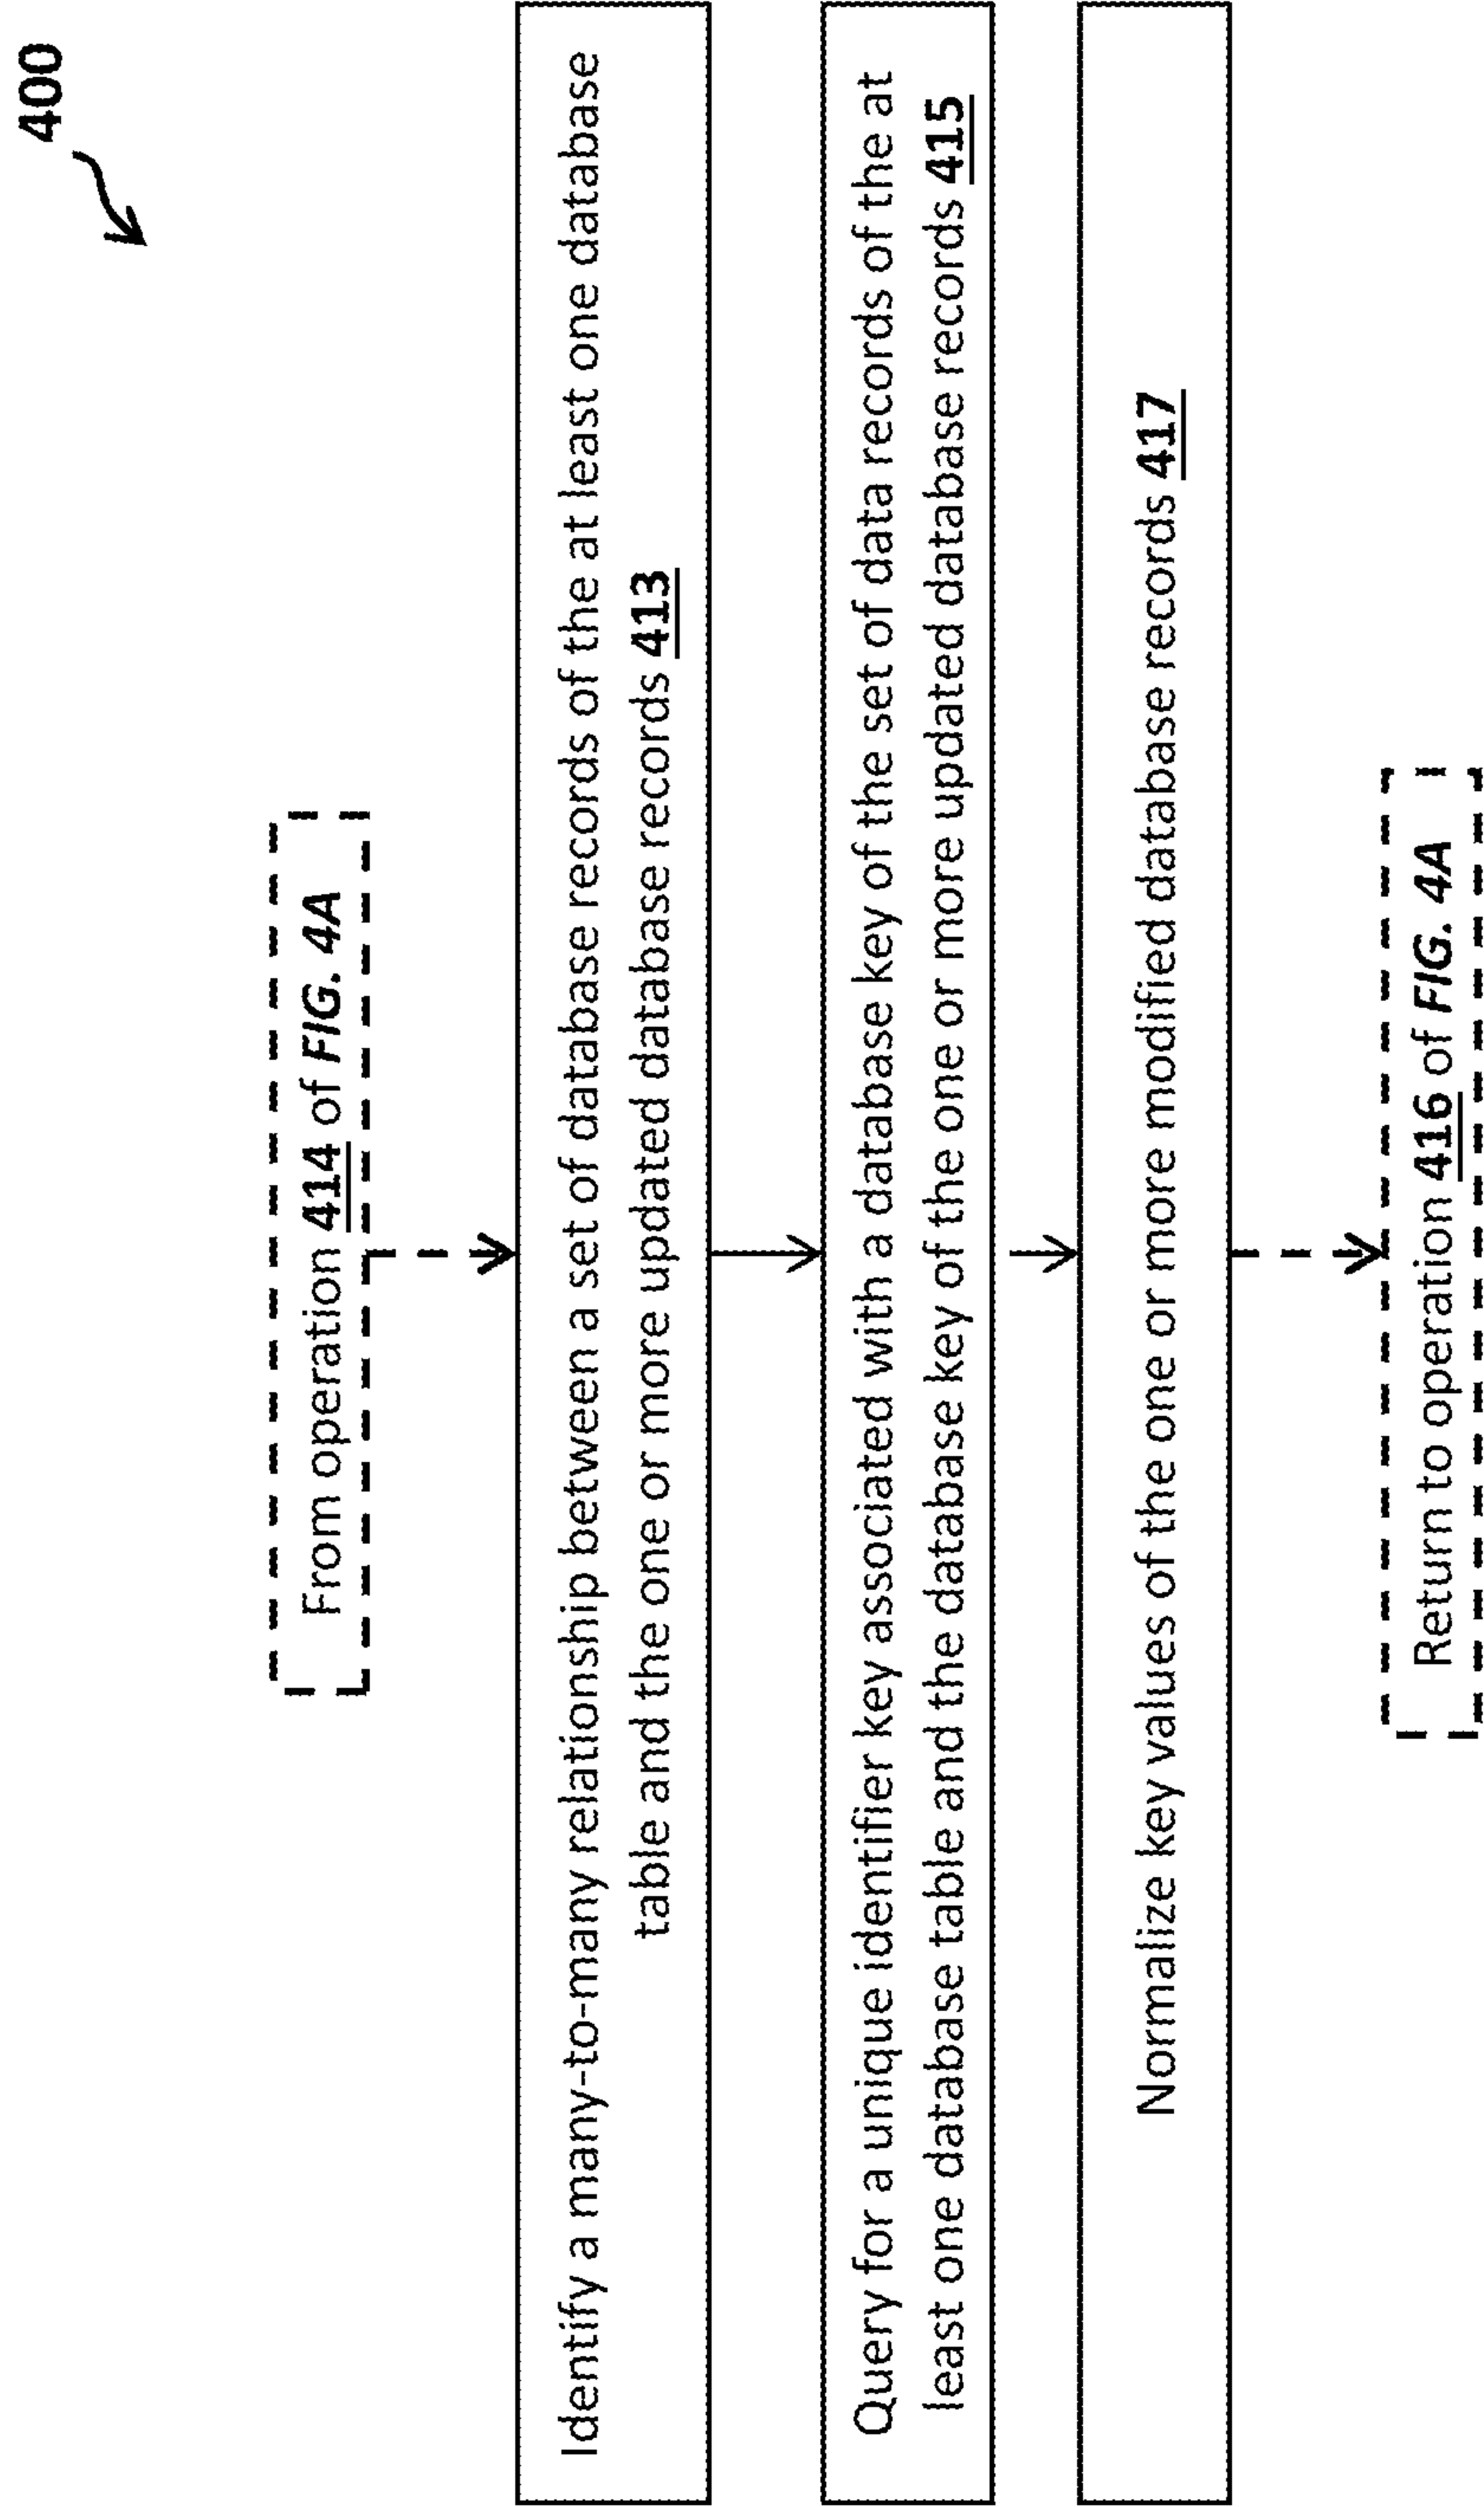 400
From operation 414 of FIG. 4A
Identify a many-to-many relationship between a set of database records of the at least one database
table and the one or more updated database records 413
Query for a unique identifier key associated with a database key of the set of data records of the at
least one database table and the database key of the one or more updated database records 415
Normalize key values of the one or more modified database records 417
Return to operation 416 of FIG. 4A